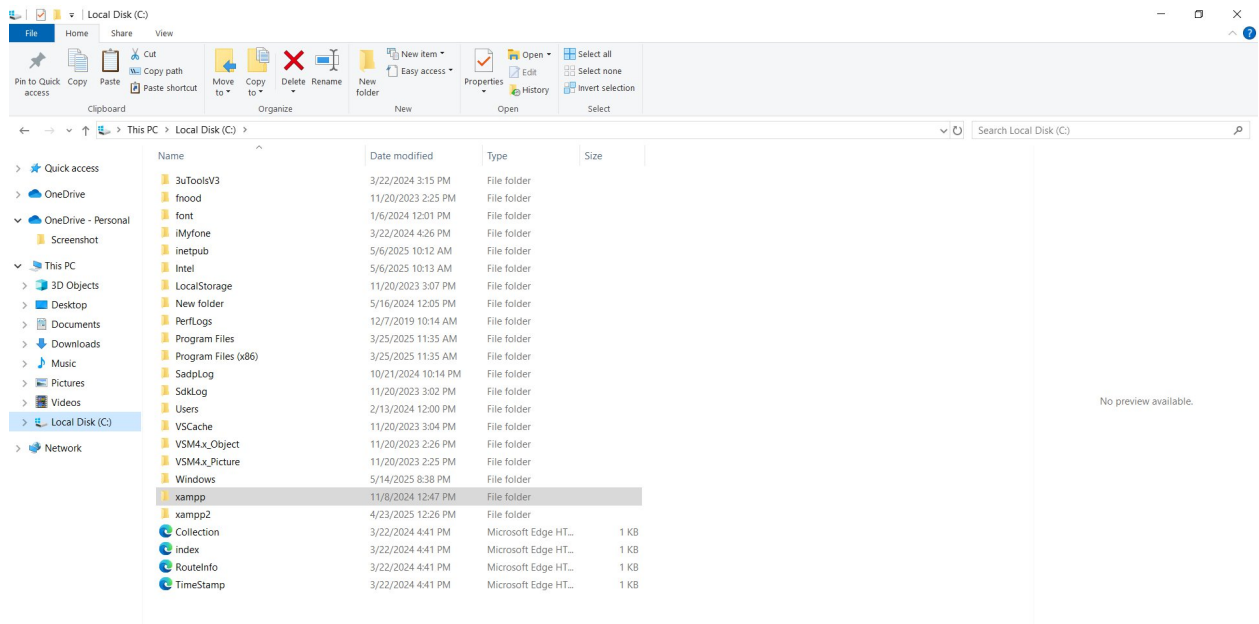 Local Disk (C:)
File Home Share View
Pin to Quick access
Copy
Paste
Cut
Copy path
Paste shortcut
Clipboard
Move to
Copy to
Delete
Rename
Organize
New folder
New item
Easy access
New
Properties
Open
Edit
History
Open
Select all
Select none
Invert selection
Select
This PC > Local Disk (C:) >
Search Local Disk (C:)
Quick access
OneDrive
OneDrive - Personal
Screenshot
This PC
3D Objects
Desktop
Documents
Downloads
Music
Pictures
Videos
Local Disk (C:)
Network
Name Date modified Type Size
3uToolsV3 3/22/2024 3:15 PM File folder
fnood 11/20/2023 2:25 PM File folder
font 1/6/2024 12:01 PM File folder
iMyfone 3/22/2024 4:26 PM File folder
inetpub 5/6/2025 10:12 AM File folder
Intel 5/6/2025 10:13 AM File folder
LocalStorage 11/20/2023 3:07 PM File folder
New folder 5/16/2024 12:05 PM File folder
PerfLogs 12/7/2019 10:14 AM File folder
Program Files 3/25/2025 11:35 AM File folder
Program Files (x86) 3/25/2025 11:35 AM File folder
SadpLog 10/21/2024 10:14 PM File folder
SdkLog 11/20/2023 3:02 PM File folder
Users 2/13/2024 12:00 PM File folder
VSCache 11/20/2023 3:04 PM File folder
VSM4.x_Object 11/20/2023 2:26 PM File folder
VSM4.x_Picture 11/20/2023 2:25 PM File folder
Windows 5/14/2025 8:38 PM File folder
xampp 11/8/2024 12:47 PM File folder
xampp2 4/23/2025 12:26 PM File folder
Collection 3/22/2024 4:41 PM Microsoft Edge HT... 1 KB
index 3/22/2024 4:41 PM Microsoft Edge HT... 1 KB
RouteInfo 3/22/2024 4:41 PM Microsoft Edge HT... 1 KB
TimeStamp 3/22/2024 4:41 PM Microsoft Edge HT... 1 KB
No preview available.